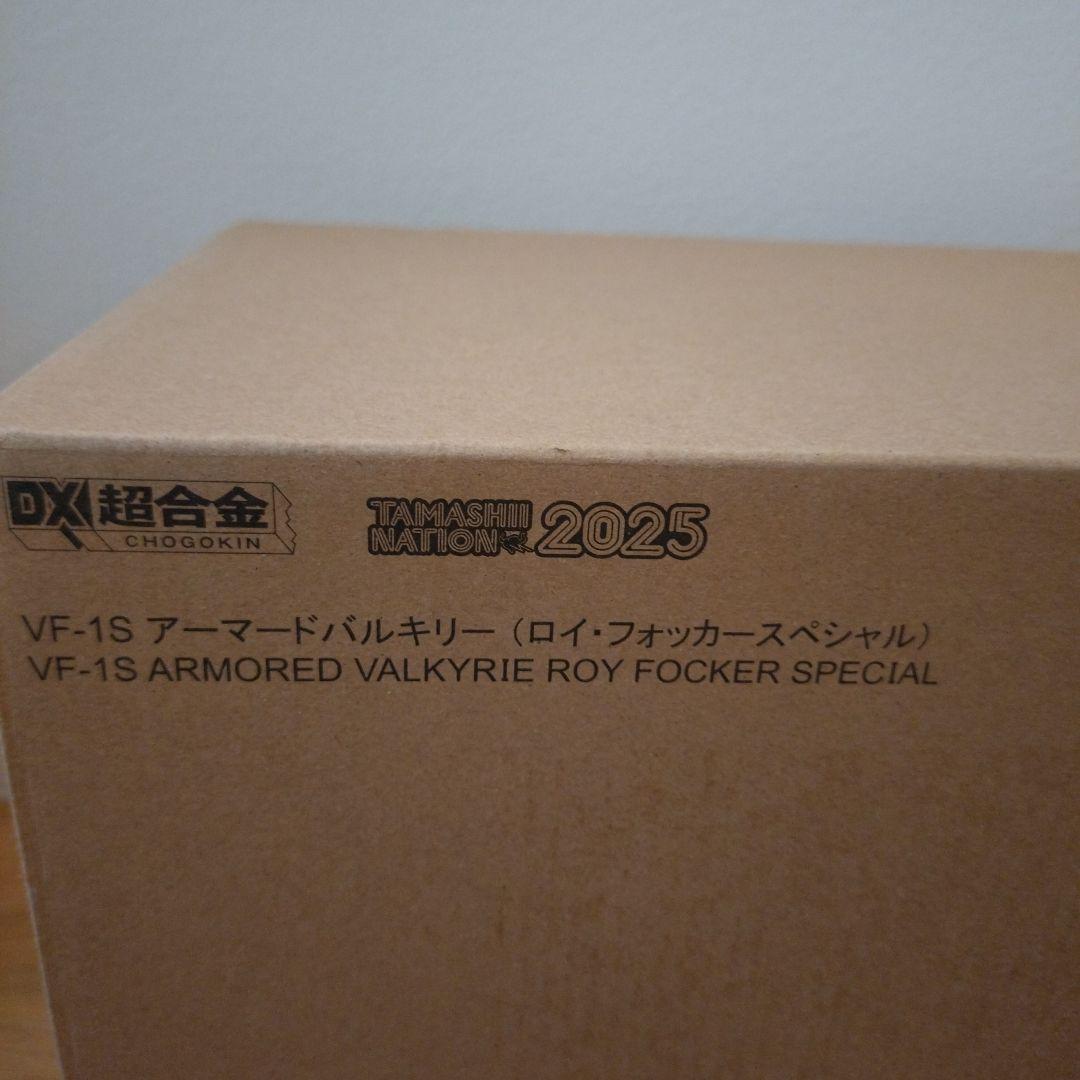 DX超合金
CHOGOKIN
TAMASHII
NATION 2025
VF-1S アーマードバルキリー（ロイ・フォッカースペシャル）
VF-1S ARMORED VALKYRIE ROY FOCKER SPECIAL